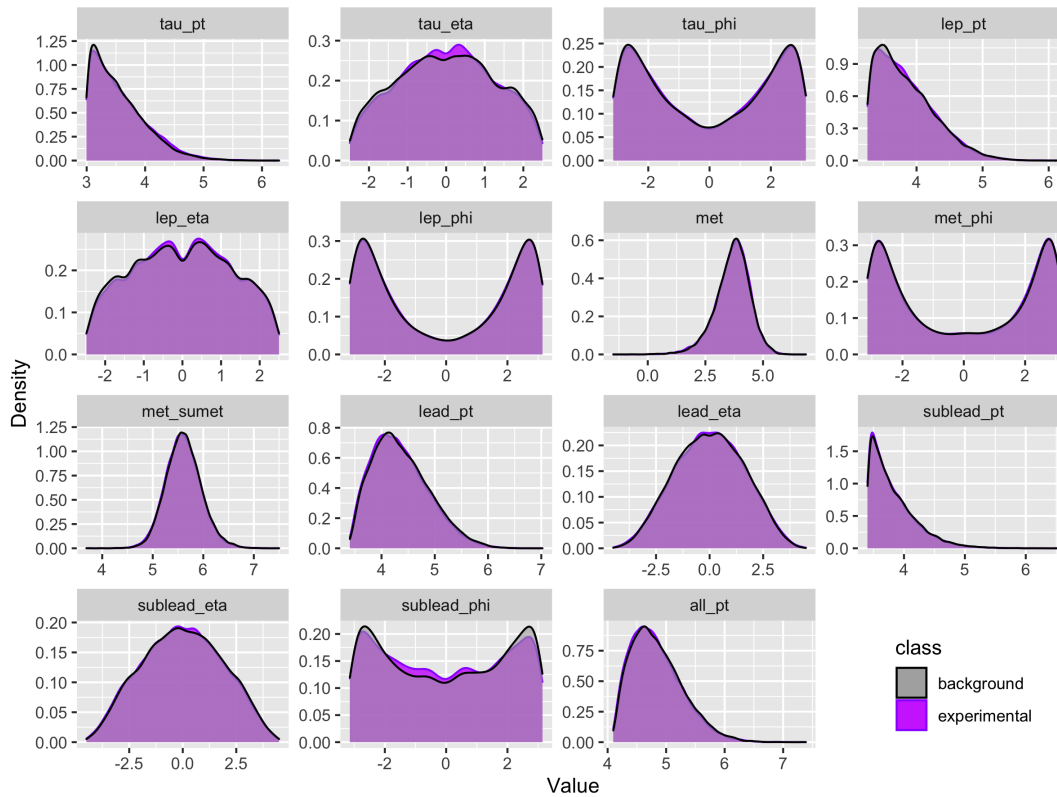 tau_pt
tau_eta
tau_phi
lep_pt
1.25
1.00
0.75
0.50
0.25
0.00
3 4 5 6
0.3
0.2
0.1
0.0
-2 -1 0 1 2
0.25
0.20
0.15
0.10
0.05
0.00
-2 0 2
0.9
0.6
0.3
0.0
4 5 6
lep_eta
lep_phi
met
met_phi
0.2
0.1
0.0
-2 -1 0 1 2
0.3
0.2
0.1
0.0
-2 0 2
0.6
0.4
0.2
0.0
0.0 2.5 5.0
0.3
0.2
0.1
0.0
-2 0 2
met_sumet
lead_pt
lead_eta
sublead_pt
1.25
1.00
0.75
0.50
0.25
0.00
4 5 6 7
0.8
0.6
0.4
0.2
0.0
4 5 6 7
0.20
0.15
0.10
0.05
0.00
-2.5 0.0 2.5
1.5
1.0
0.5
0.0
4 5 6
sublead_eta
sublead_phi
all_pt
0.20
0.15
0.10
0.05
0.00
-2.5 0.0 2.5
0.20
0.15
0.10
0.05
0.00
-2 0 2
0.75
0.50
0.25
0.00
4 5 6 7
Density
Value
class
background
experimental